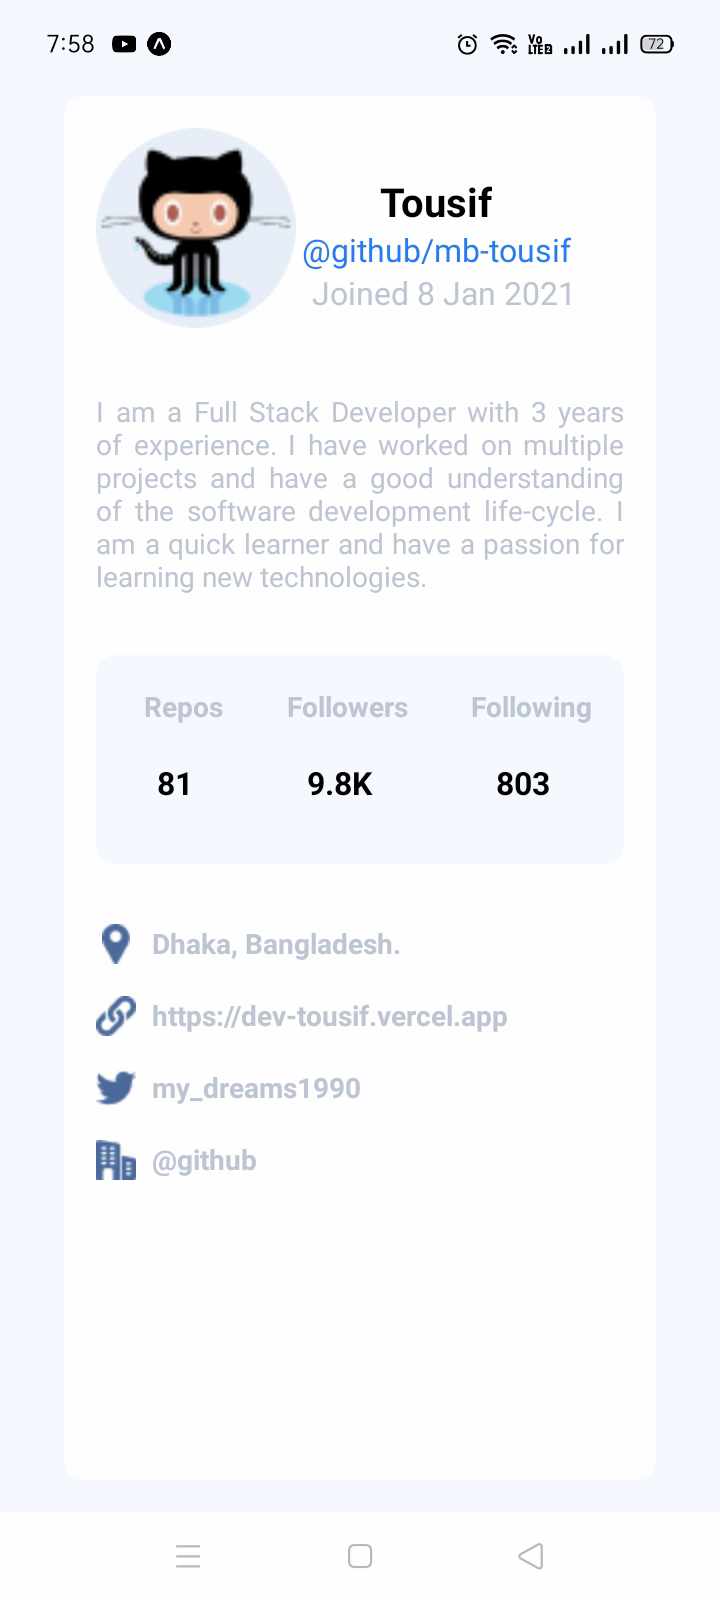 7:58
Vo
LTE2
72
Tousif
@github/mb-tousif
Joined 8 Jan 2021
I am a Full Stack Developer with 3 years
of experience. I have worked on multiple
projects and have a good understanding
of the software development life-cycle. I
am a quick learner and have a passion for
learning new technologies.
Repos Followers Following
81 9.8K 803
Dhaka, Bangladesh.
https://dev-tousif.vercel.app
my_dreams1990
@github